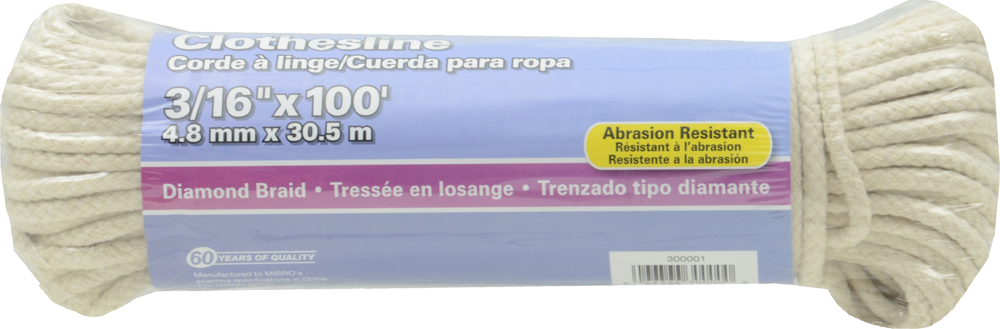 Clothesline
Corde à linge/Cuerda para ropa
3/16" x 100'
4.8 mm x 30.5 m
Abrasion Resistant
Résistant à l'abrasion
Resistente a la abrasión
Diamond Braid • Tressée en losange • Trenzado tipo diamante
60 YEARS OF QUALITY
Manufactured to MIBRO's
300001